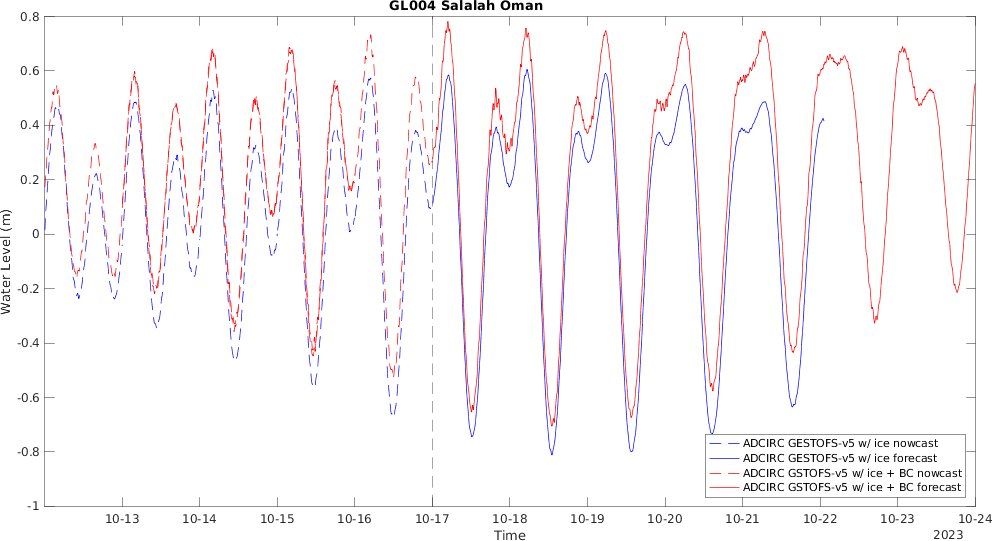 GL004 Salalah Oman
Water Level (m)
0.8
0.6
0.4
0.2
0
-0.2
-0.4
-0.6
-0.8
-1
ADCIRC GESTOFS-v5 w/ ice nowcast
ADCIRC GESTOFS-v5 w/ ice forecast
ADCIRC GSTOFS-v5 w/ ice + BC nowcast
ADCIRC GSTOFS-v5 w/ ice + BC forecast
10-13 10-14 10-15 10-16 10-17 10-18 10-19 10-20 10-21 10-22 10-23 10-24
Time
2023